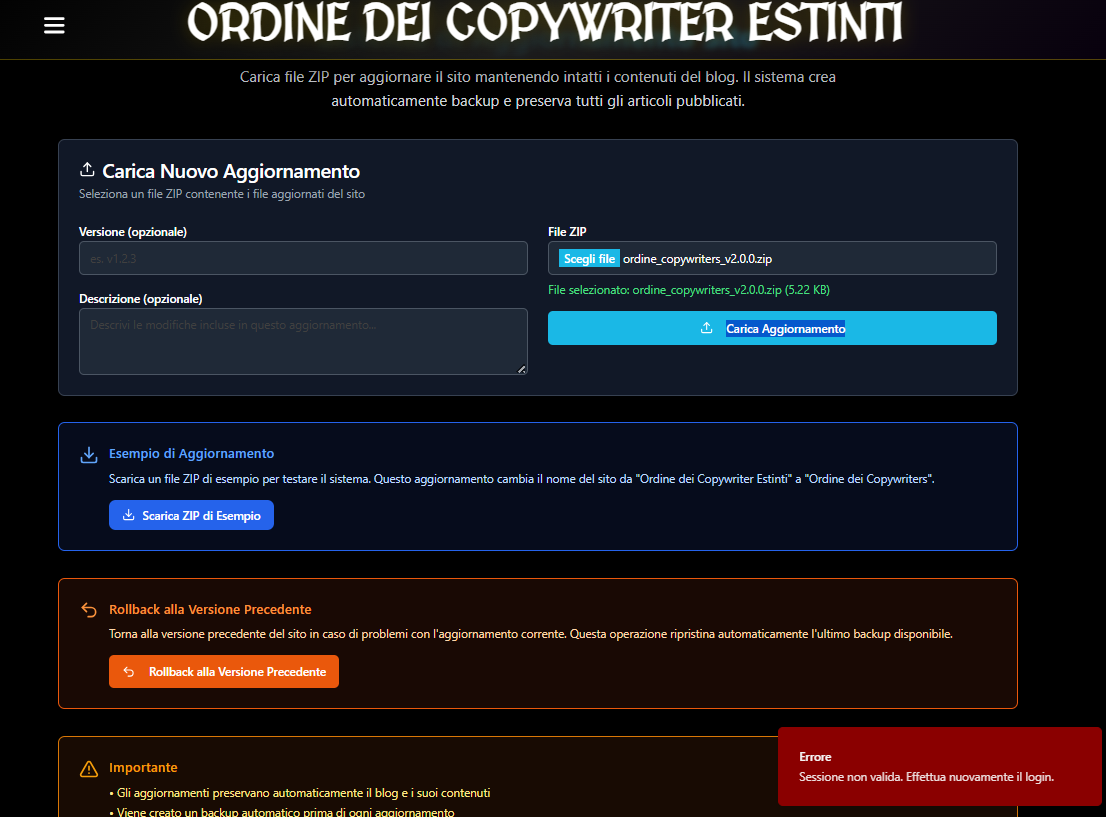 ORDINE DEI COPYWRITER ESTINTI
Carica file ZIP per aggiornare il sito mantenendo intatti i contenuti del blog. Il sistema crea
automaticamente backup e preserva tutti gli articoli pubblicati.
Carica Nuovo Aggiornamento
Seleziona un file ZIP contenente i file aggiornati del sito
Versione (opzionale)
es. v1.2.3
Descrizione (opzionale)
Descrivi le modifiche incluse in questo aggiornamento...
File ZIP
Scegli file ordine_copywriters_v2.0.0.zip
File selezionato: ordine_copywriters_v2.0.0.zip (5.22 KB)
Carica Aggiornamento
Esempio di Aggiornamento
Scarica un file ZIP di esempio per testare il sistema. Questo aggiornamento cambia il nome del sito da "Ordine dei Copywriter Estinti" a "Ordine dei Copywriters".
Scarica ZIP di Esempio
Rollback alla Versione Precedente
Torna alla versione precedente del sito in caso di problemi con l'aggiornamento corrente. Questa operazione ripristina automaticamente l'ultimo backup disponibile.
Rollback alla Versione Precedente
Importante
• Gli aggiornamenti preservano automaticamente il blog e i suoi contenuti
• Viene creato un backup automatico prima di ogni aggiornamento
Errore
Sessione non valida. Effettua nuovamente il login.